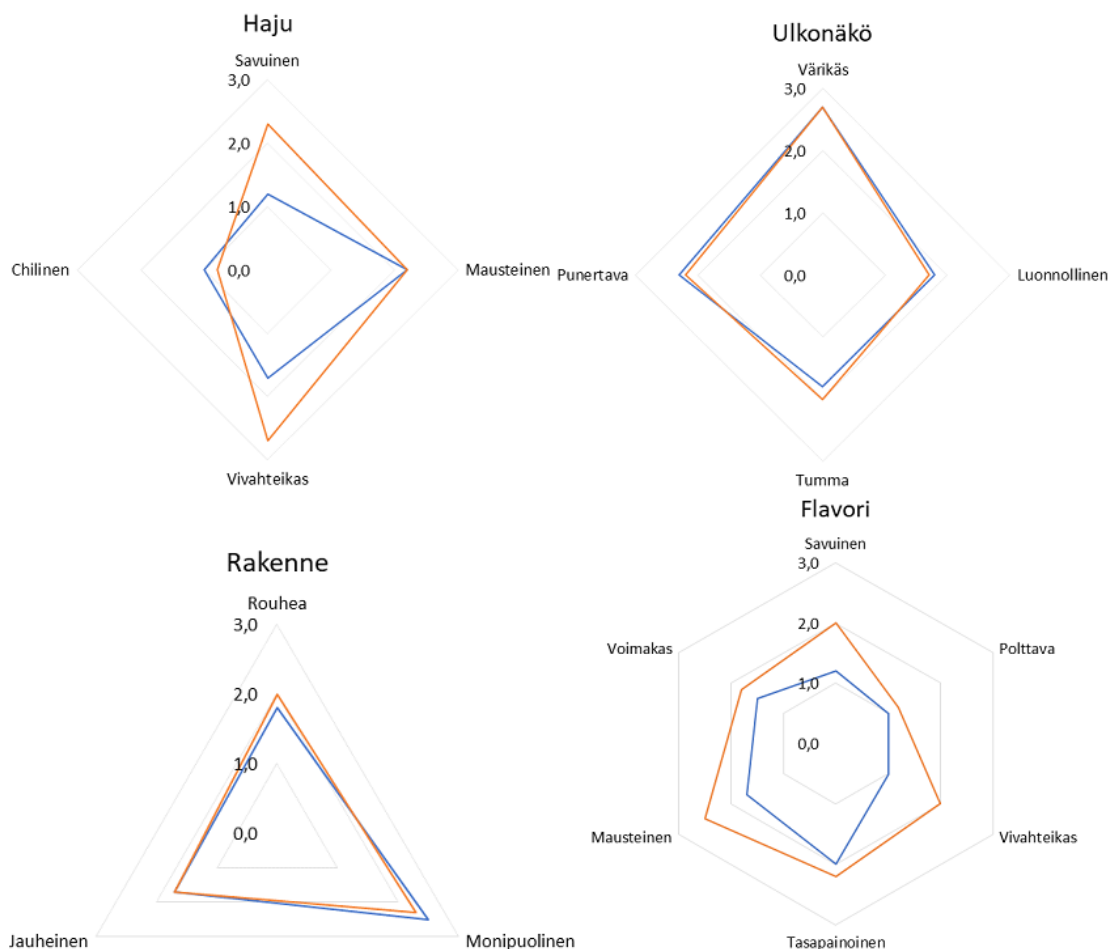 Haju
Savuinen
3,0
2,0
1,0
0,0
Chilinen
Mausteinen
Vivahteikas
Ulkonäkö
Värikäs
3,0
2,0
1,0
0,0
Punertava
Luonnollinen
Tumma
Rakenne
Rouhea
3,0
2,0
1,0
0,0
Jauheinen
Monipuolinen
Flavori
Savuinen
3,0
2,0
1,0
0,0
Voimakas
Polttava
Mausteinen
Vivahteikas
Tasapainoinen